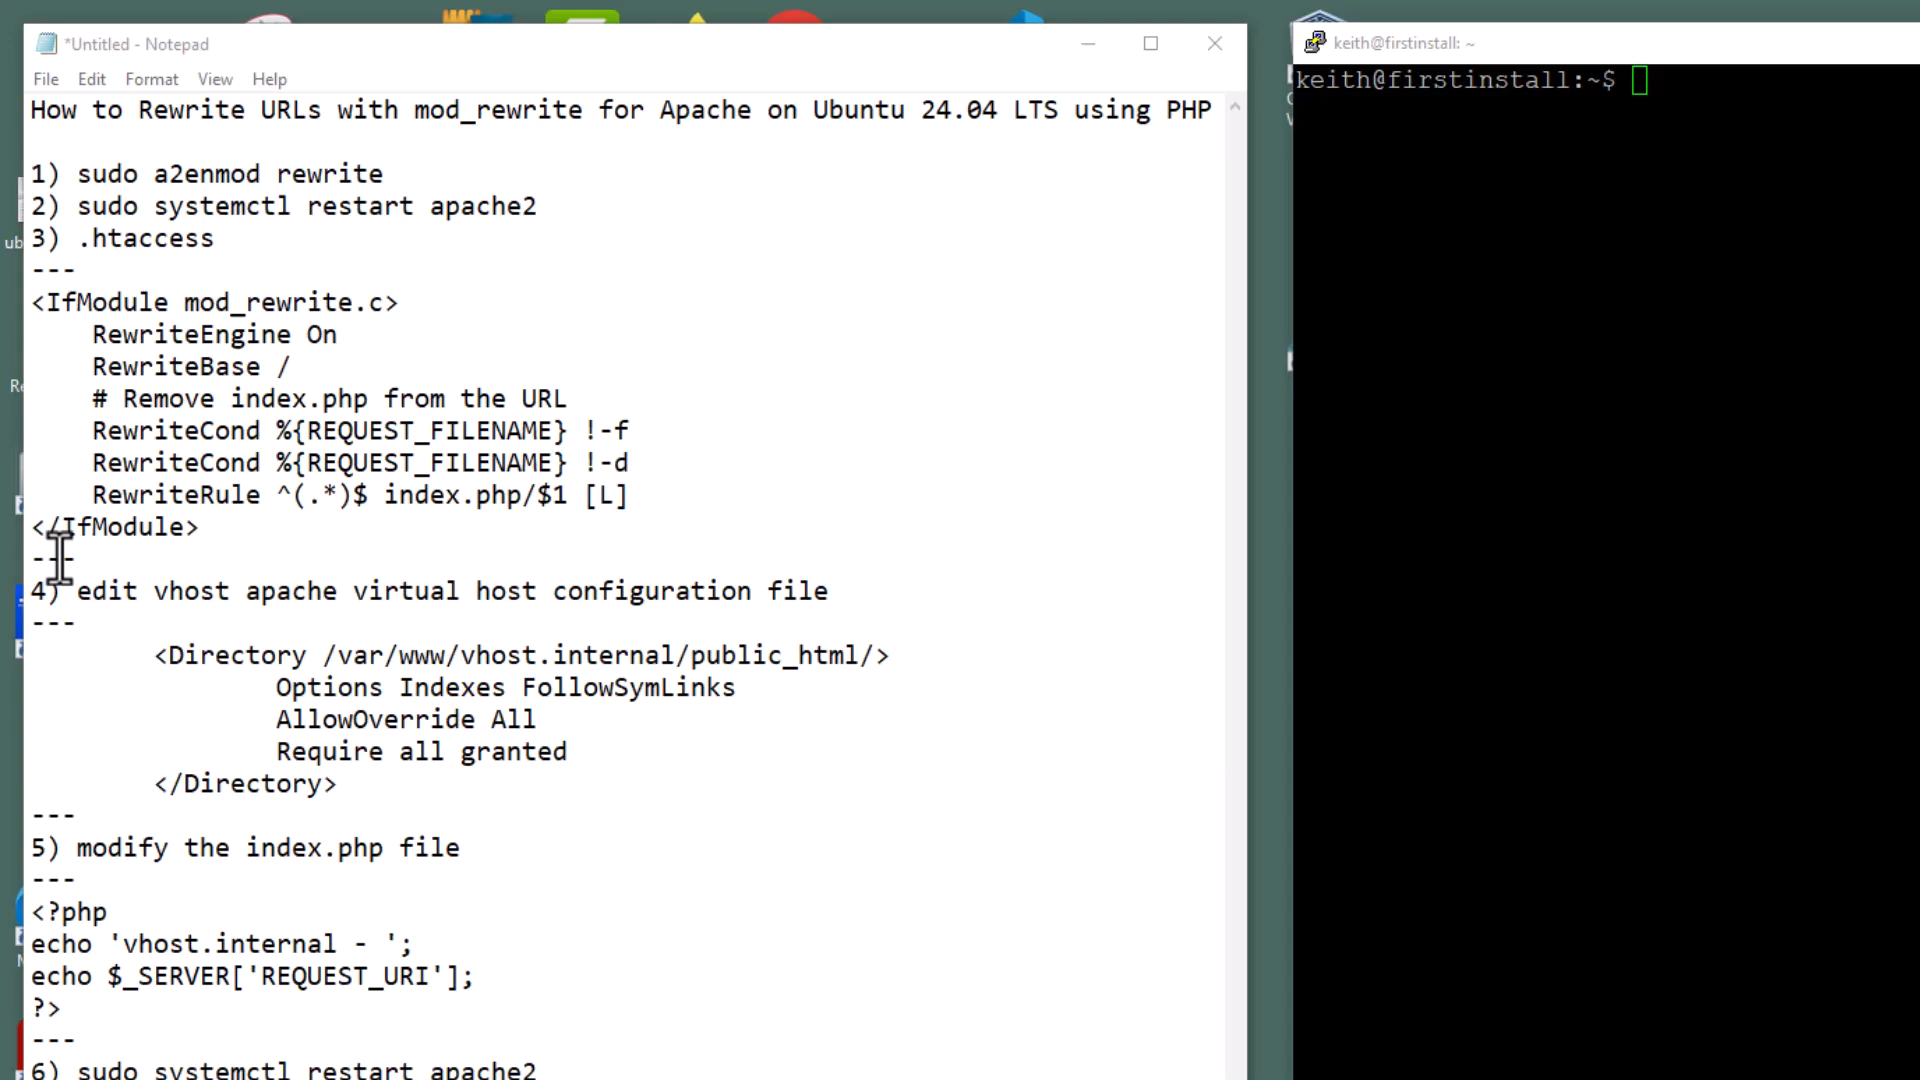 *Untitled - Notepad
File Edit Format View Help
How to Rewrite URLs with mod_rewrite for Apache on Ubuntu 24.04 LTS using PHP
1) sudo a2enmod rewrite
2) sudo systemctl restart apache2
3) .htaccess
---
<IfModule mod_rewrite.c>
    RewriteEngine On
    RewriteBase /
    # Remove index.php from the URL
    RewriteCond %{REQUEST_FILENAME} !-f
    RewriteCond %{REQUEST_FILENAME} !-d
    RewriteRule ^(.*)$ index.php/$1 [L]
</IfModule>
---
4) edit vhost apache virtual host configuration file
---
        <Directory /var/www/vhost.internal/public_html/>
                Options Indexes FollowSymLinks
                AllowOverride All
                Require all granted
        </Directory>
---
5) modify the index.php file
---
<?php
echo 'vhost.internal - ';
echo $_SERVER['REQUEST_URI'];
?>
---
6) sudo systemctl restart apache2
keith@firstinstall: ~
keith@firstinstall:~$
ub
Re